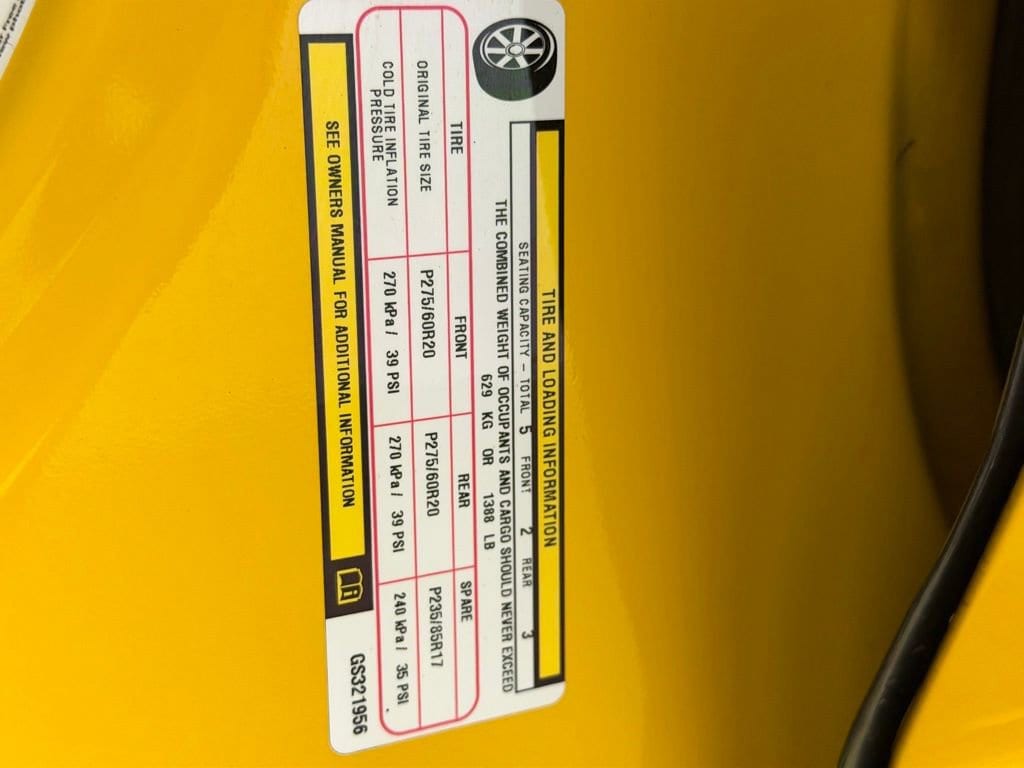 TIRE AND LOADING INFORMATION
SEATING CAPACITY – TOTAL 5 FRONT 2 REAR 3
THE COMBINED WEIGHT OF OCCUPANTS AND CARGO SHOULD NEVER EXCEED
629 KG OR 1388 LB
TIRE FRONT REAR SPARE
ORIGINAL TIRE SIZE P275/60R20 P275/60R20 P235/85R17
COLD TIRE INFLATION PRESSURE 270 kPa / 39 PSI 270 kPa / 39 PSI 240 kPa / 35 PSI
SEE OWNERS MANUAL FOR ADDITIONAL INFORMATION
GS321956